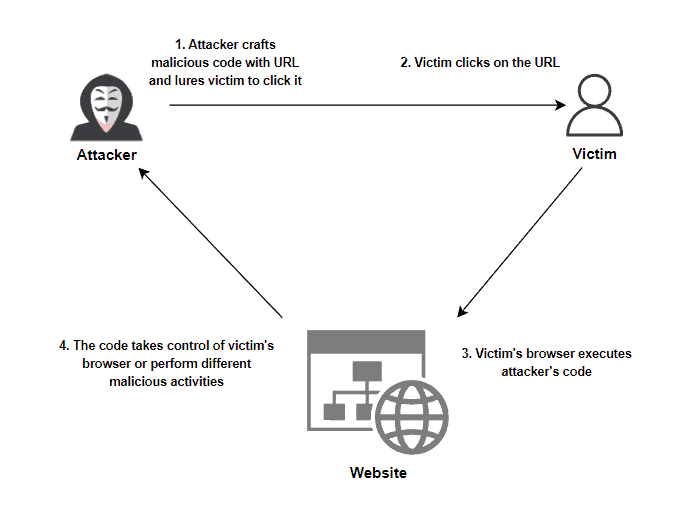 1. Attacker crafts
malicious code with URL
and lures victim to click it
2. Victim clicks on the URL
Attacker
Victim
4. The code takes control of victim's
browser or perform different
malicious activities
3. Victim's browser executes
attacker's code
Website